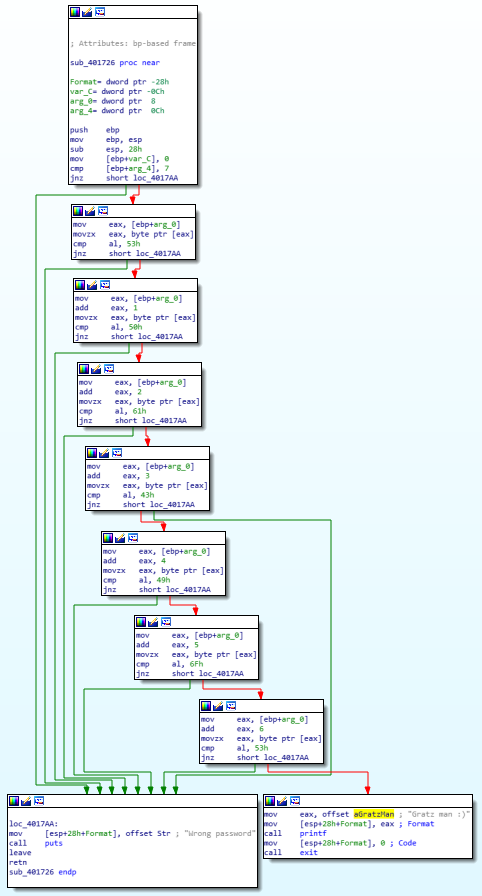 ; Attributes: bp-based frame
sub_401726 proc near
Format= dword ptr -28h
var_C= dword ptr -0Ch
arg_0= dword ptr  8
arg_4= dword ptr  0Ch
push    ebp
mov     ebp, esp
sub     esp, 28h
mov     [ebp+var_C], 0
cmp     [ebp+arg_4], 7
jnz     short loc_4017AA
mov     eax, [ebp+arg_0]
movzx   eax, byte ptr [eax]
cmp     al, 53h
jnz     short loc_4017AA
mov     eax, [ebp+arg_0]
add     eax, 1
movzx   eax, byte ptr [eax]
cmp     al, 50h
jnz     short loc_4017AA
mov     eax, [ebp+arg_0]
add     eax, 2
movzx   eax, byte ptr [eax]
cmp     al, 61h
jnz     short loc_4017AA
mov     eax, [ebp+arg_0]
add     eax, 3
movzx   eax, byte ptr [eax]
cmp     al, 43h
jnz     short loc_4017AA
mov     eax, [ebp+arg_0]
add     eax, 4
movzx   eax, byte ptr [eax]
cmp     al, 49h
jnz     short loc_4017AA
mov     eax, [ebp+arg_0]
add     eax, 5
movzx   eax, byte ptr [eax]
cmp     al, 6Fh
jnz     short loc_4017AA
mov     eax, [ebp+arg_0]
add     eax, 6
movzx   eax, byte ptr [eax]
cmp     al, 53h
jnz     short loc_4017AA
loc_4017AA:
mov     [esp+28h+Format], offset Str ; "Wrong password"
call    puts
leave
retn
sub_401726 endp
mov     eax, offset aGratzMan ; "Gratz man :)"
mov     [esp+28h+Format], eax ; Format
call    printf
mov     [esp+28h+Format], 0 ; Code
call    exit